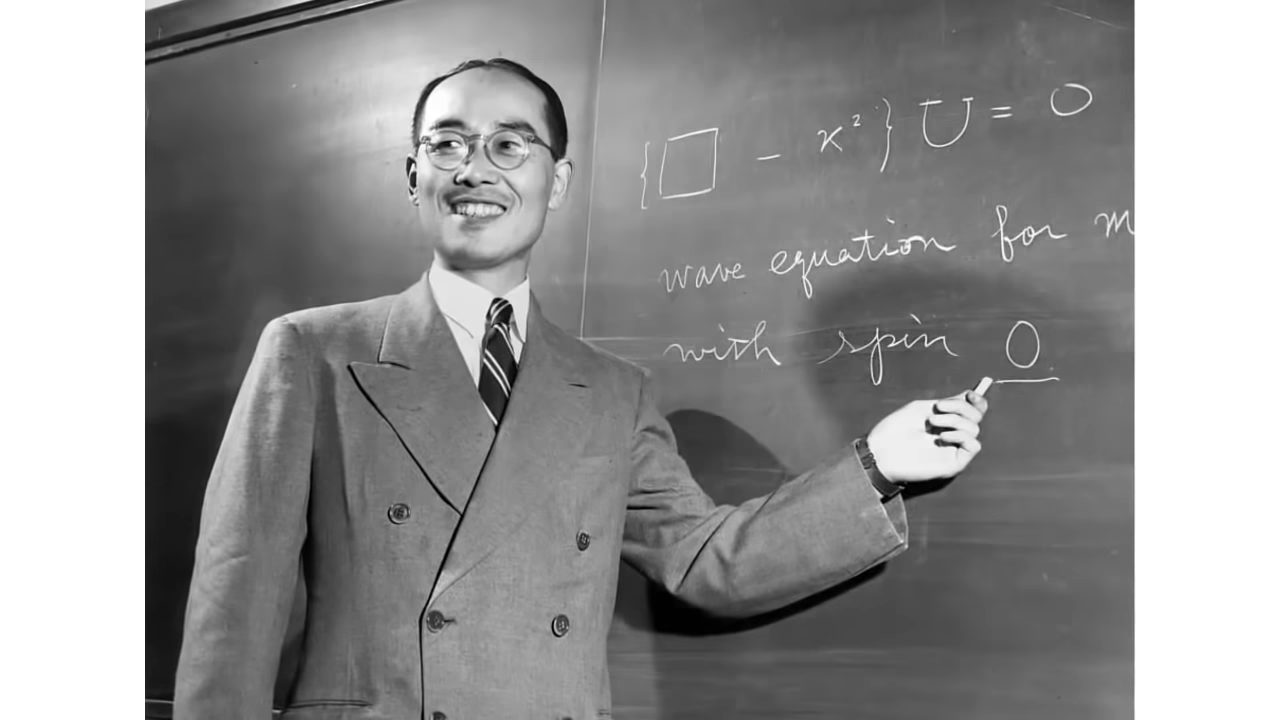 {□ - κ²} U = 0
wave equation for m
with spin 0